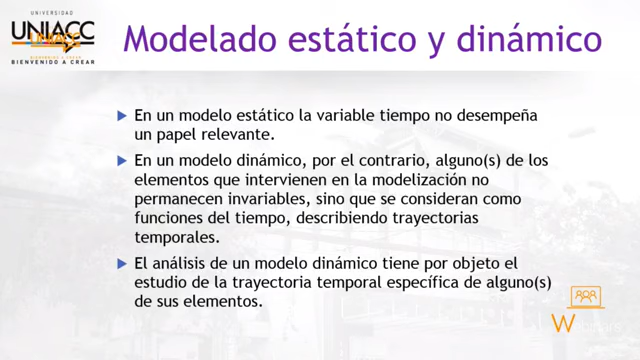 UNIVERSIDAD
UNIACC
BIENVENIDO A CREAR
Modelado estático y dinámico
En un modelo estático la variable tiempo no desempeña
un papel relevante.
En un modelo dinámico, por el contrario, alguno(s) de los
elementos que intervienen en la modelización no
permanecen invariables, sino que se consideran como
funciones del tiempo, describiendo trayectorias
temporales.
El análisis de un modelo dinámico tiene por objeto el
estudio de la trayectoria temporal específica de alguno(s)
de sus elementos.
Webinars